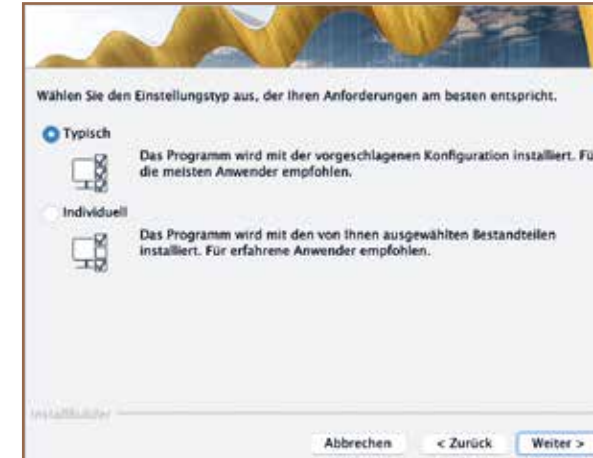 Wählen Sie den Einstellungstyp aus, der Ihren Anforderungen am besten entspricht.
Typisch
Das Programm wird mit der vorgeschlagenen Konfiguration installiert. Fü
die meisten Anwender empfohlen.
Individuell
Das Programm wird mit den von Ihnen ausgewählten Bestandteilen
installiert. Für erfahrene Anwender empfohlen.
InstallBuilder
Abbrechen < Zurück Weiter >